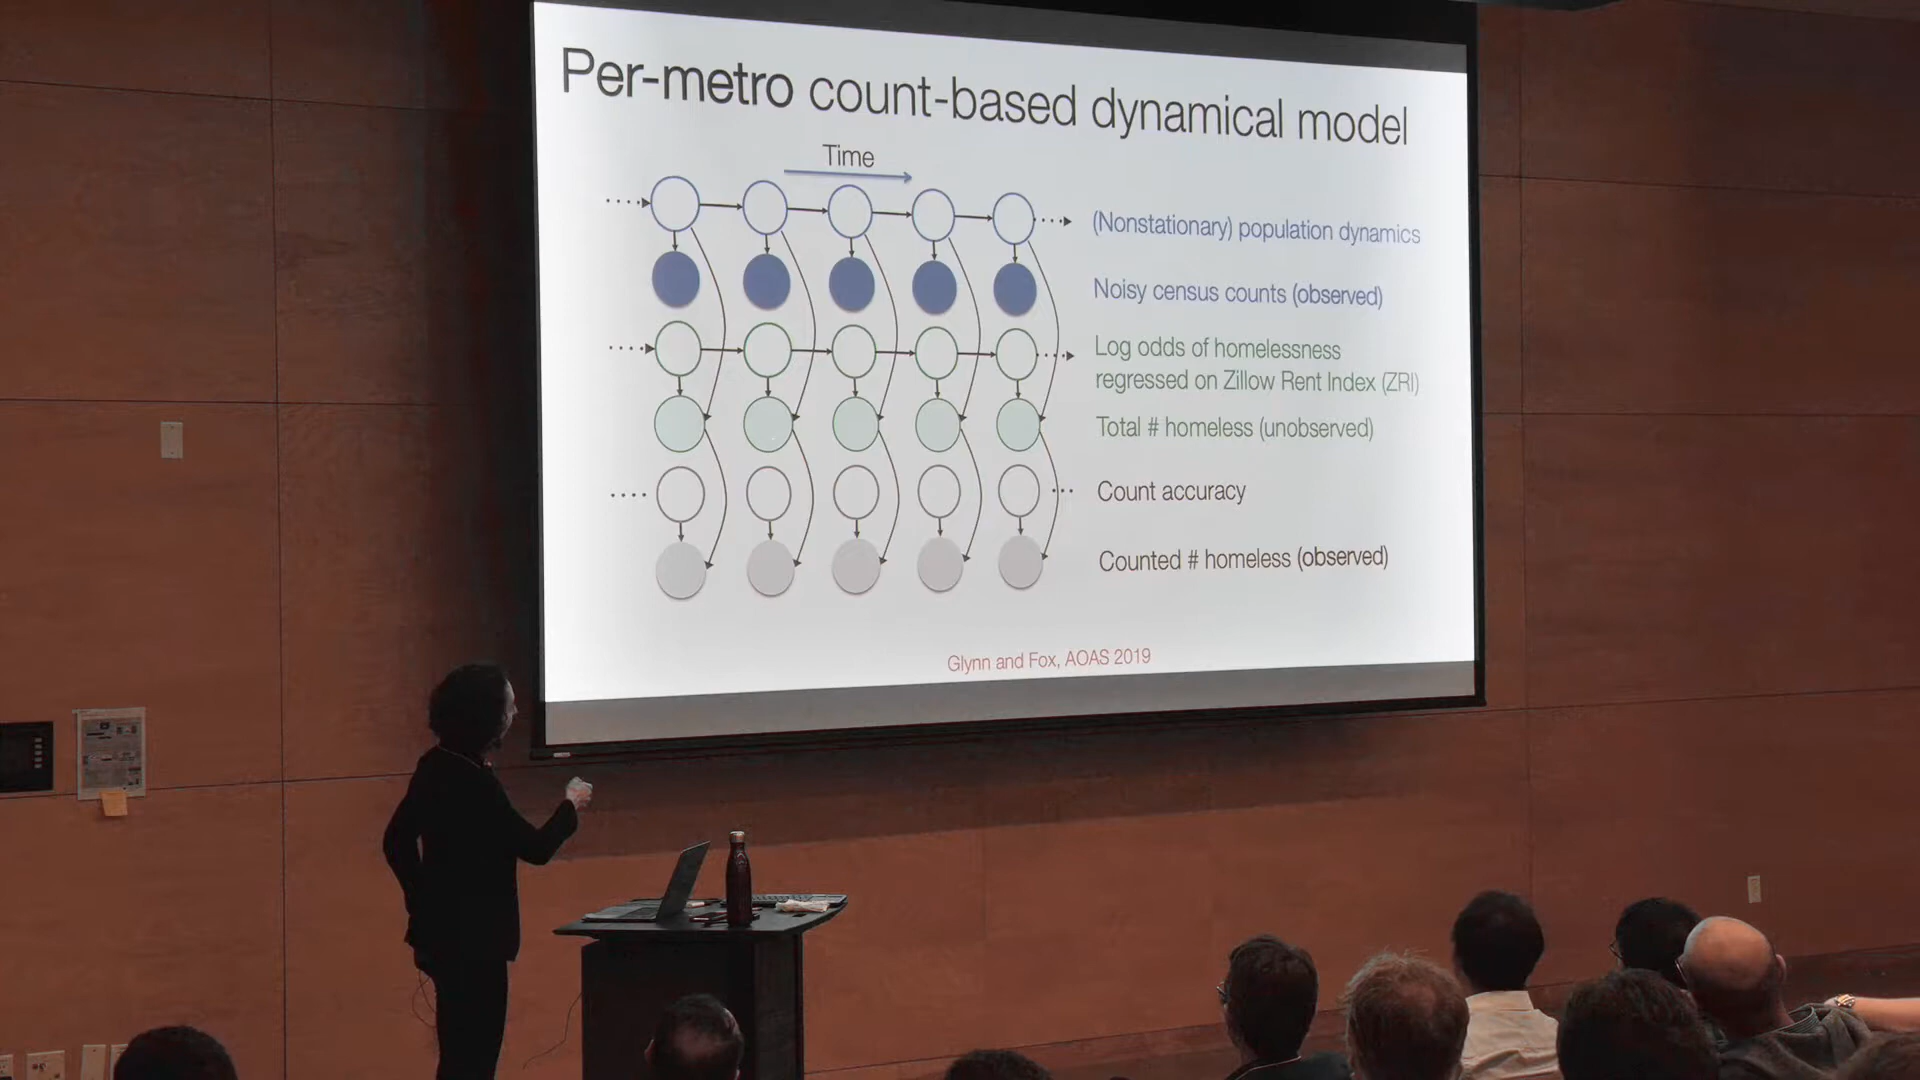 Per-metro count-based dynamical model
Time
(Nonstationary) population dynamics
Noisy census counts (observed)
Log odds of homelessness
regressed on Zillow Rent Index (ZRI)
Total # homeless (unobserved)
Count accuracy
Counted # homeless (observed)
Glynn and Fox, AOAS 2019